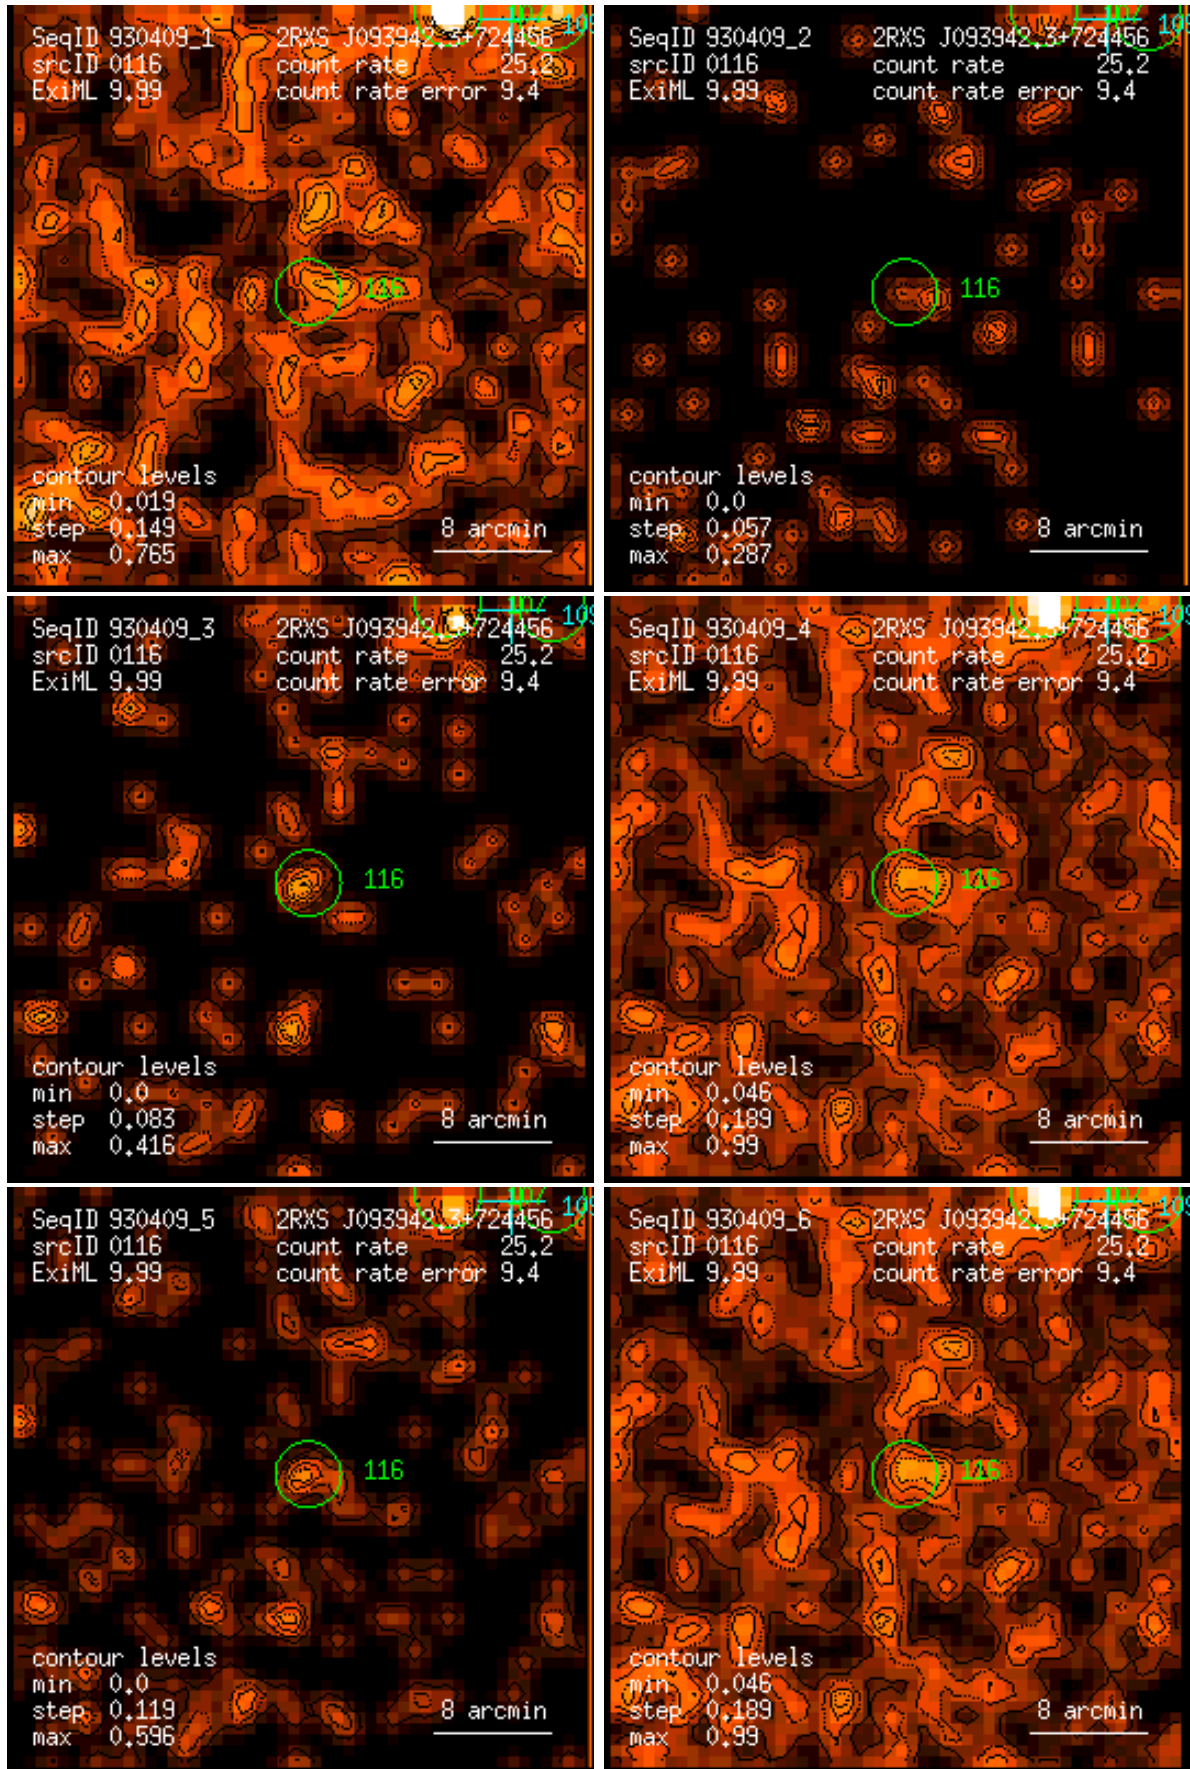 SeqID 930409_1 2RXS J093942.3+724456
srcID 0116 count rate 25.2
ExiML 9.99 count rate error 9.4
116
contour levels
min 0.019
step 0.149
max 0.765
8 arcmin
109
SeqID 930409_2 2RXS J093942.3+724456
srcID 0116 count rate 25.2
ExiML 9.99 count rate error 9.4
116
contour levels
min 0.0
step 0.057
max 0.287
8 arcmin
109
SeqID 930409_3 2RXS J093942.3+724456
srcID 0116 count rate 25.2
ExiML 9.99 count rate error 9.4
116
contour levels
min 0.0
step 0.083
max 0.416
8 arcmin
109
SeqID 930409_4 2RXS J093942.3+724456
srcID 0116 count rate 25.2
ExiML 9.99 count rate error 9.4
116
contour levels
min 0.046
step 0.189
max 0.99
8 arcmin
109
SeqID 930409_5 2RXS J093942.3+724456
srcID 0116 count rate 25.2
ExiML 9.99 count rate error 9.4
116
contour levels
min 0.0
step 0.119
max 0.596
8 arcmin
109
SeqID 930409_6 2RXS J093942.3+724456
srcID 0116 count rate 25.2
ExiML 9.99 count rate error 9.4
116
contour levels
min 0.046
step 0.189
max 0.99
8 arcmin
109